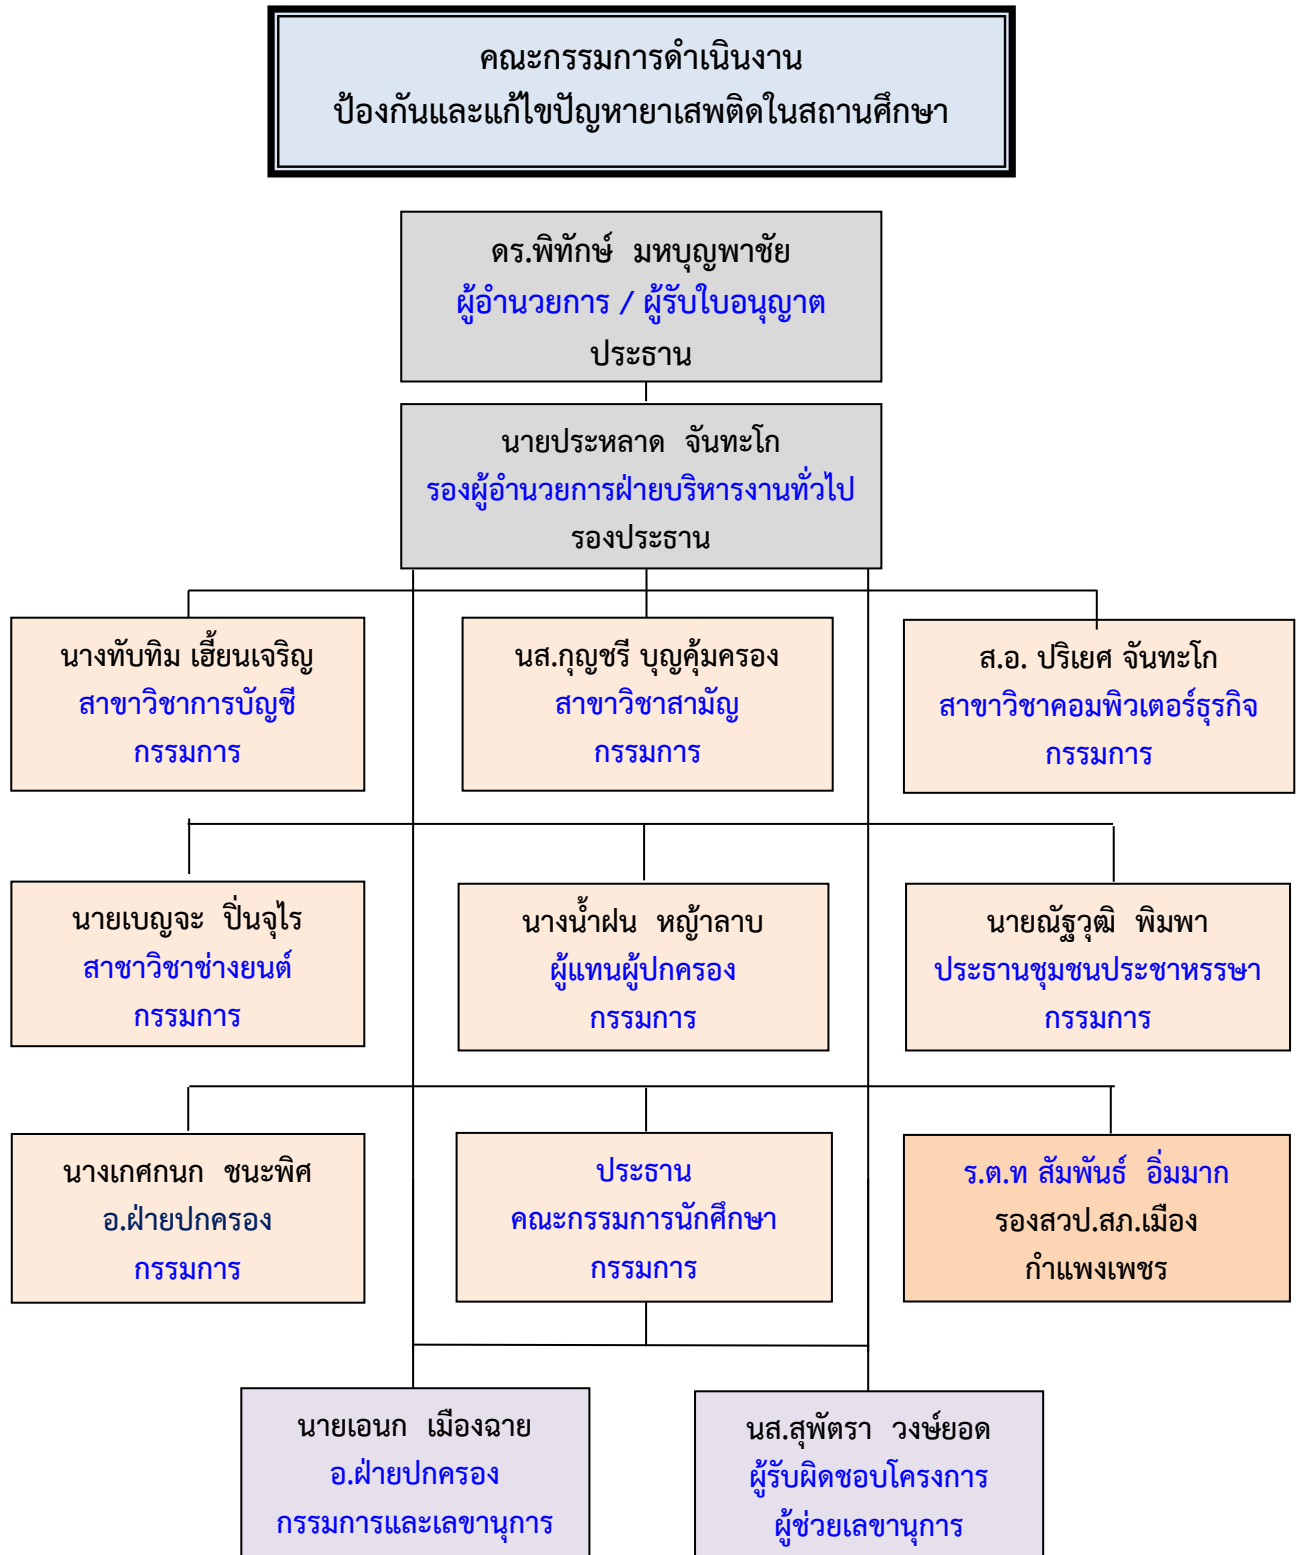 คณะกรรมการดำเนินงาน
ป้องกันและแก้ไขปัญหายาเสพติดในสถานศึกษา
ดร.พิทักษ์ มหบุญพาชัย
ผู้อำนวยการ / ผู้รับใบอนุญาต
ประธาน
นายประหลาด จันทะโก
รองผู้อำนวยการฝ่ายบริหารงานทั่วไป
รองประธาน
นางทับทิม เฮี้ยนเจริญ
สาขาวิชาการบัญชี
กรรมการ
นส.กุญชรี บุญคุ้มครอง
สาขาวิชาสามัญ
กรรมการ
ส.อ. ปริเยศ จันทะโก
สาขาวิชาคอมพิวเตอร์ธุรกิจ
กรรมการ
นายเบญจะ ปิ่นจุไร
สาชาวิชาช่างยนต์
กรรมการ
นางน้ำฝน หญ้าลาบ
ผู้แทนผู้ปกครอง
กรรมการ
นายณัฐวุฒิ พิมพา
ประธานชุมชนประชาหรรษา
กรรมการ
นางเกศกนก ชนะพิศ
อ.ฝ่ายปกครอง
กรรมการ
ประธาน
คณะกรรมการนักศึกษา
กรรมการ
ร.ต.ท สัมพันธ์ อิ่มมาก
รองสวป.สภ.เมือง
กำแพงเพชร
นายเอนก เมืองฉาย
อ.ฝ่ายปกครอง
กรรมการและเลขานุการ
นส.สุพัตรา วงษ์ยอด
ผู้รับผิดชอบโครงการ
ผู้ช่วยเลขานุการ